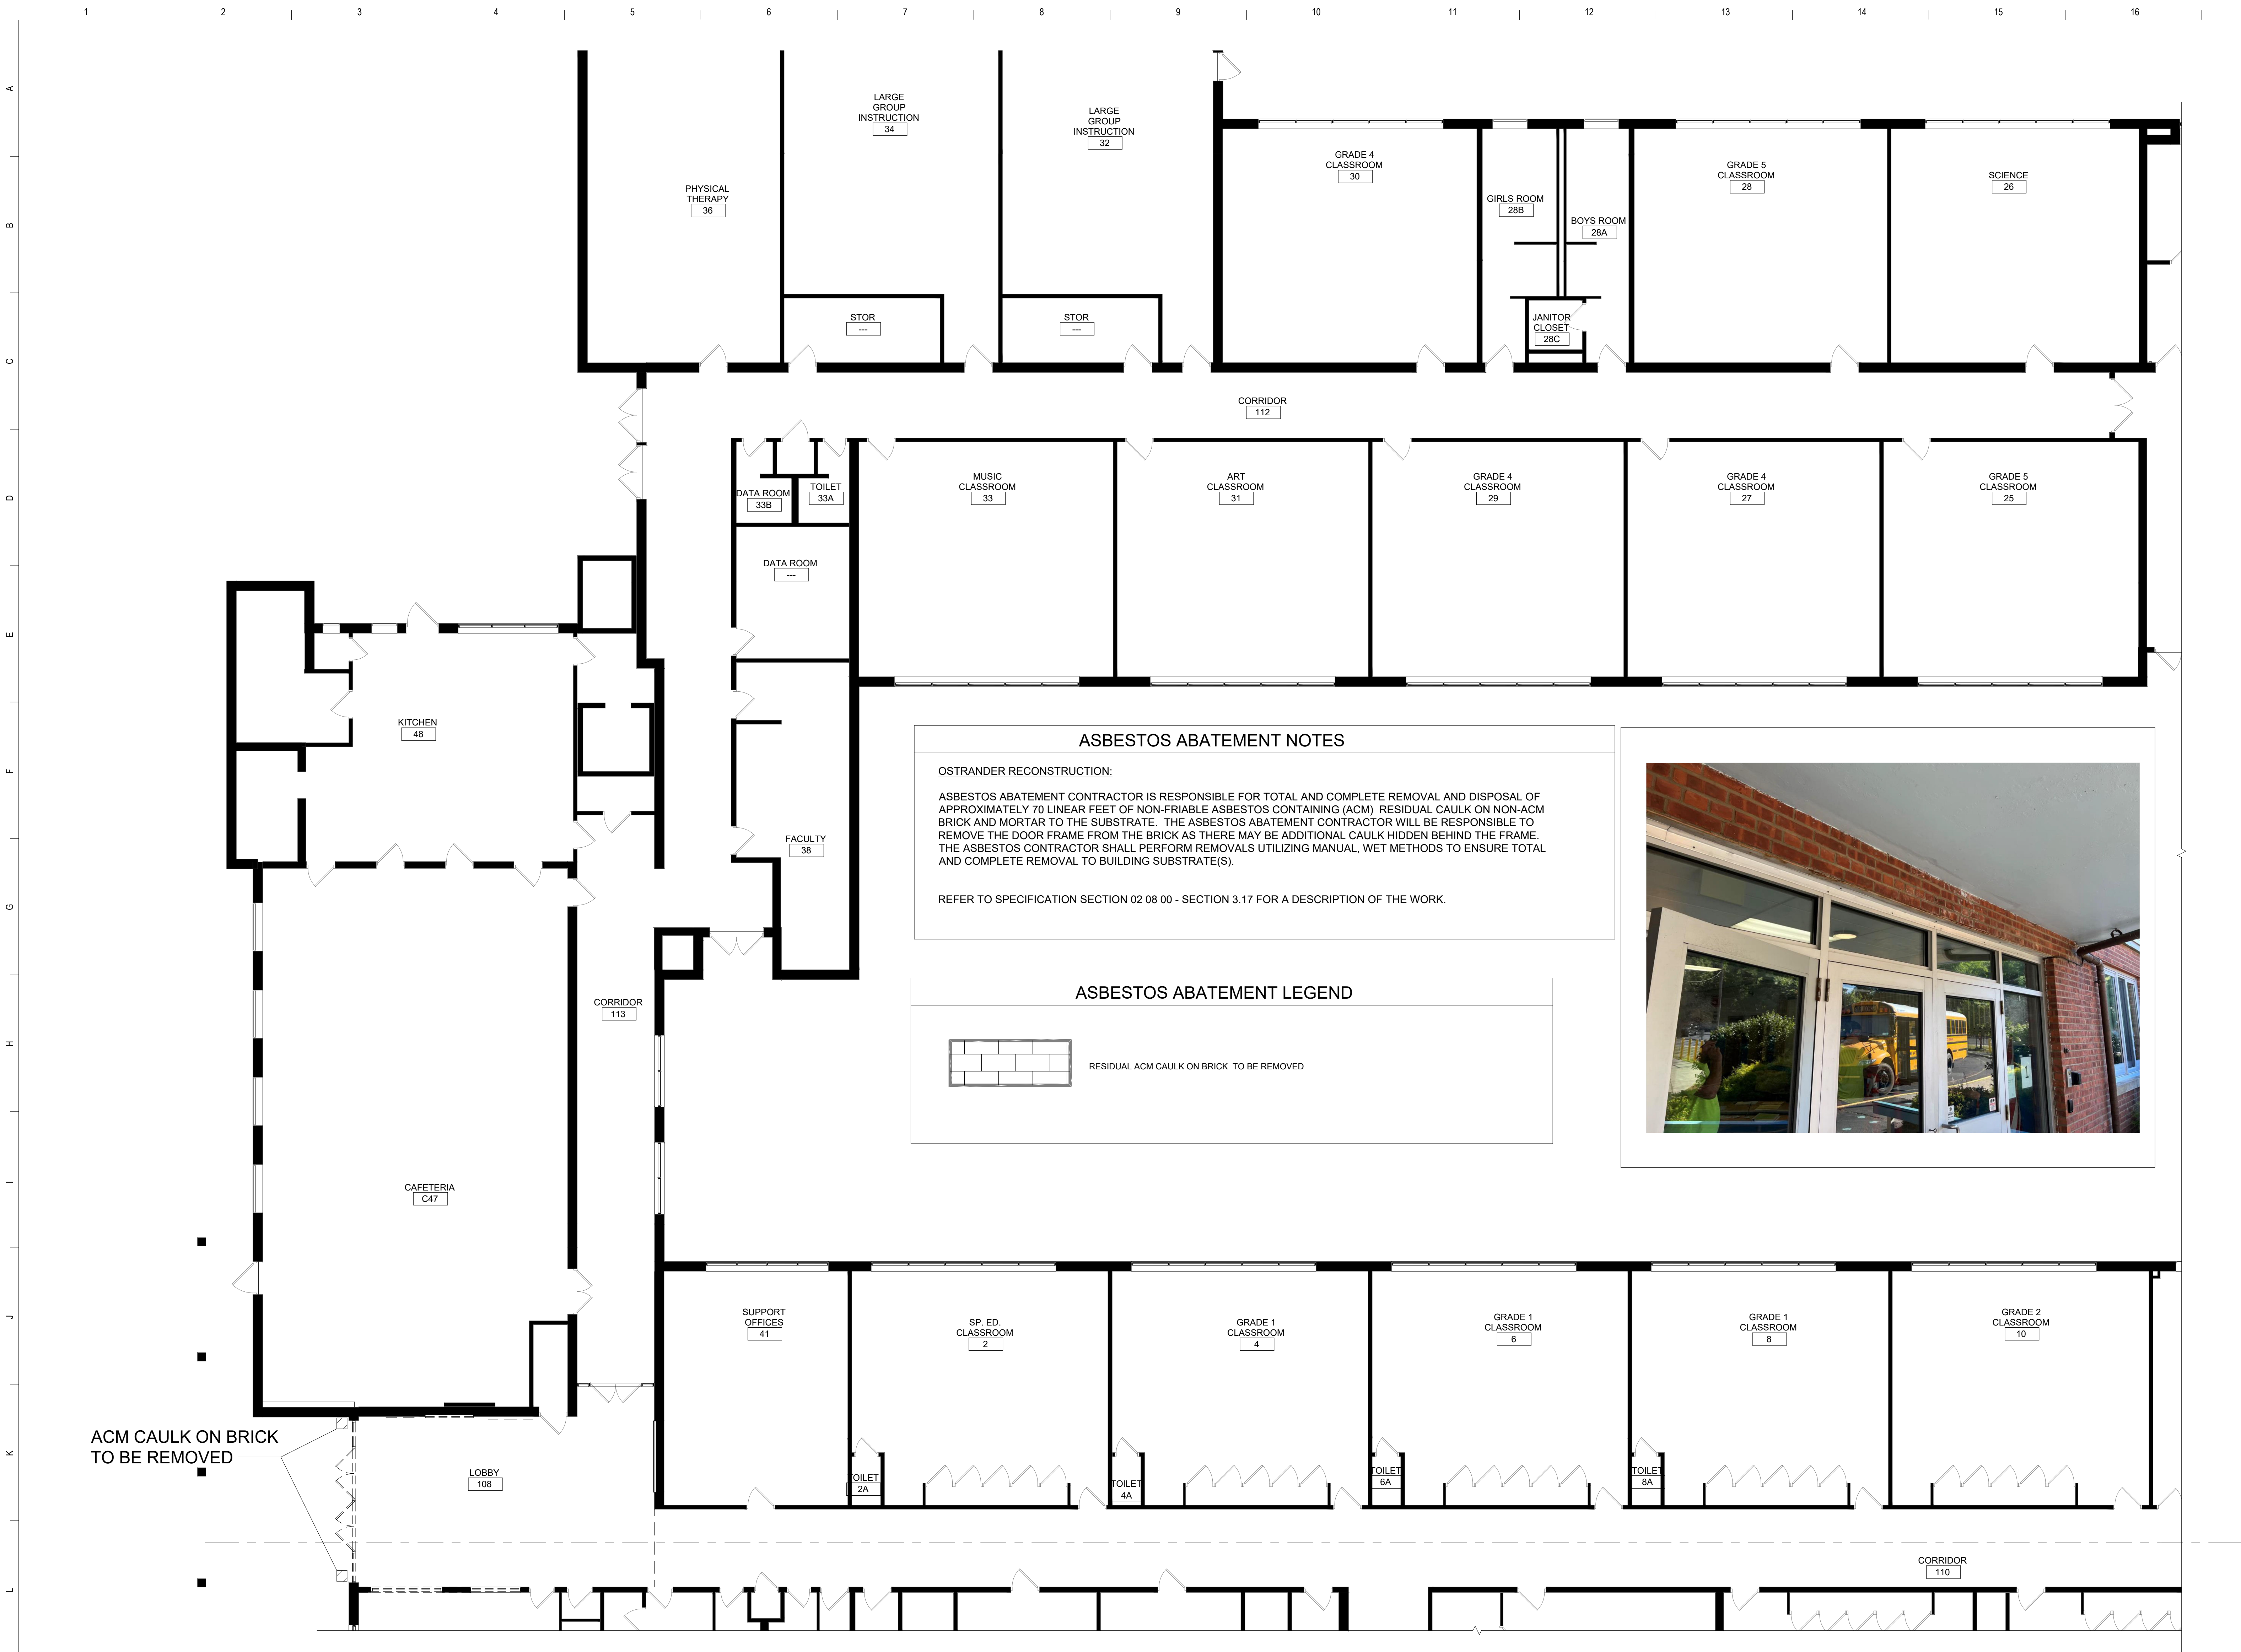 1 2 3 4 5 6 7 8 9 10 11 12 13 14 15 16
A
B
C
D
E
F
G
H
I
J
K
L
LARGE
GROUP
INSTRUCTION
34
LARGE
GROUP
INSTRUCTION
32
PHYSICAL
THERAPY
36
GRADE 4
CLASSROOM
30
GIRLS ROOM
28B
BOYS ROOM
28A
GRADE 5
CLASSROOM
28
SCIENCE
26
STOR
---
STOR
---
JANITOR
CLOSET
28C
CORRIDOR
112
DATA ROOM
33B
TOILET
33A
MUSIC
CLASSROOM
33
ART
CLASSROOM
31
GRADE 4
CLASSROOM
29
GRADE 4
CLASSROOM
27
GRADE 5
CLASSROOM
25
DATA ROOM
---
KITCHEN
48
FACULTY
38
ASBESTOS ABATEMENT NOTES
OSTRANDER RECONSTRUCTION:
ASBESTOS ABATEMENT CONTRACTOR IS RESPONSIBLE FOR TOTAL AND COMPLETE REMOVAL AND DISPOSAL OF
APPROXIMATELY 70 LINEAR FEET OF NON-FRIABLE ASBESTOS CONTAINING (ACM) RESIDUAL CAULK ON NON-ACM
BRICK AND MORTAR TO THE SUBSTRATE. THE ASBESTOS ABATEMENT CONTRACTOR WILL BE RESPONSIBLE TO
REMOVE THE DOOR FRAME FROM THE BRICK AS THERE MAY BE ADDITIONAL CAULK HIDDEN BEHIND THE FRAME.
THE ASBESTOS CONTRACTOR SHALL PERFORM REMOVALS UTILIZING MANUAL, WET METHODS TO ENSURE TOTAL
AND COMPLETE REMOVAL TO BUILDING SUBSTRATE(S).
REFER TO SPECIFICATION SECTION 02 08 00 - SECTION 3.17 FOR A DESCRIPTION OF THE WORK.
ASBESTOS ABATEMENT LEGEND
RESIDUAL ACM CAULK ON BRICK TO BE REMOVED
CORRIDOR
113
CAFETERIA
C47
SUPPORT
OFFICES
41
SP. ED.
CLASSROOM
2
GRADE 1
CLASSROOM
4
GRADE 1
CLASSROOM
6
GRADE 1
CLASSROOM
8
GRADE 2
CLASSROOM
10
ACM CAULK ON BRICK
TO BE REMOVED
LOBBY
108
TOILET
2A
TOILET
4A
TOILET
6A
TOILET
8A
CORRIDOR
110